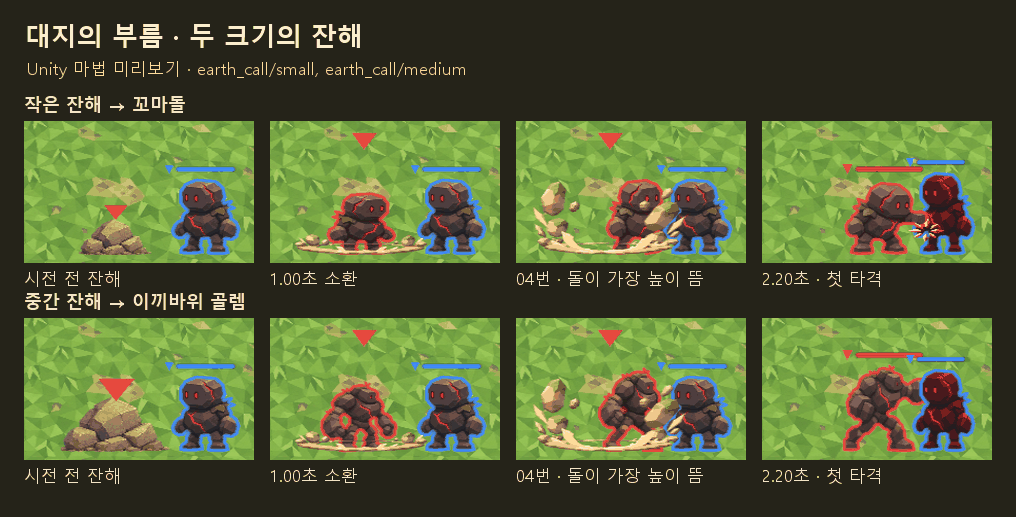 대지의 부름 · 두 크기의 잔해
Unity 마법 미리보기 · earth_call/small, earth_call/medium
작은 잔해 → 꼬마돌
시전 전 잔해
1.00초 소환
04번 · 돌이 가장 높이 뜸
2.20초 · 첫 타격
중간 잔해 → 이끼바위 골렘
시전 전 잔해
1.00초 소환
04번 · 돌이 가장 높이 뜸
2.20초 · 첫 타격